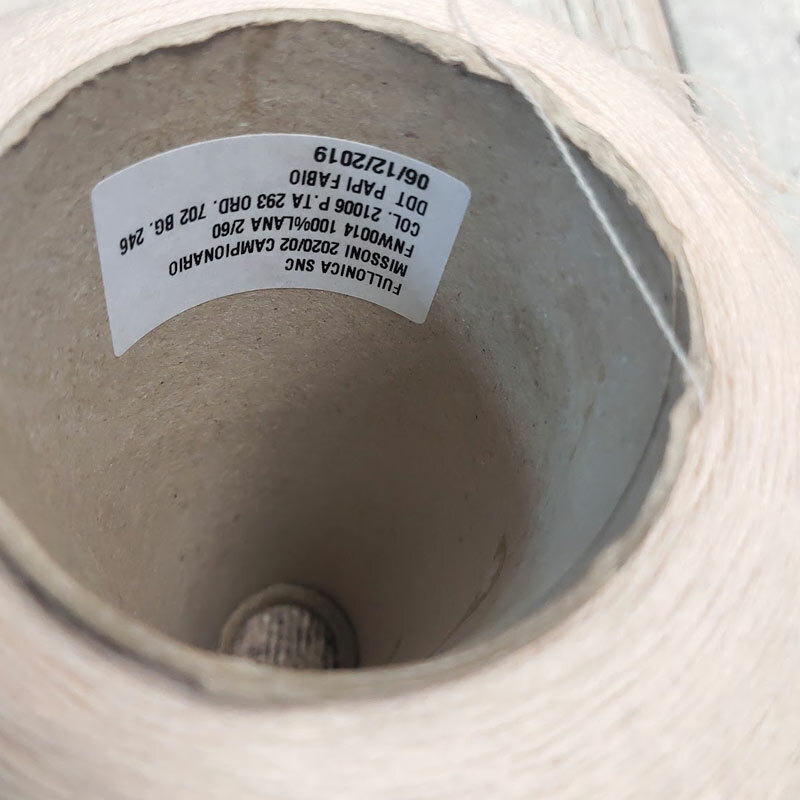 FULLONICA SNC
MISSONI 2020/02 CAMPIONARIO
FNW0014 100%LANA 2/60
COL. 21006 P.TA 293 ORD. 702 BG. 246
DDT PAPI FABIO
06/12/2019